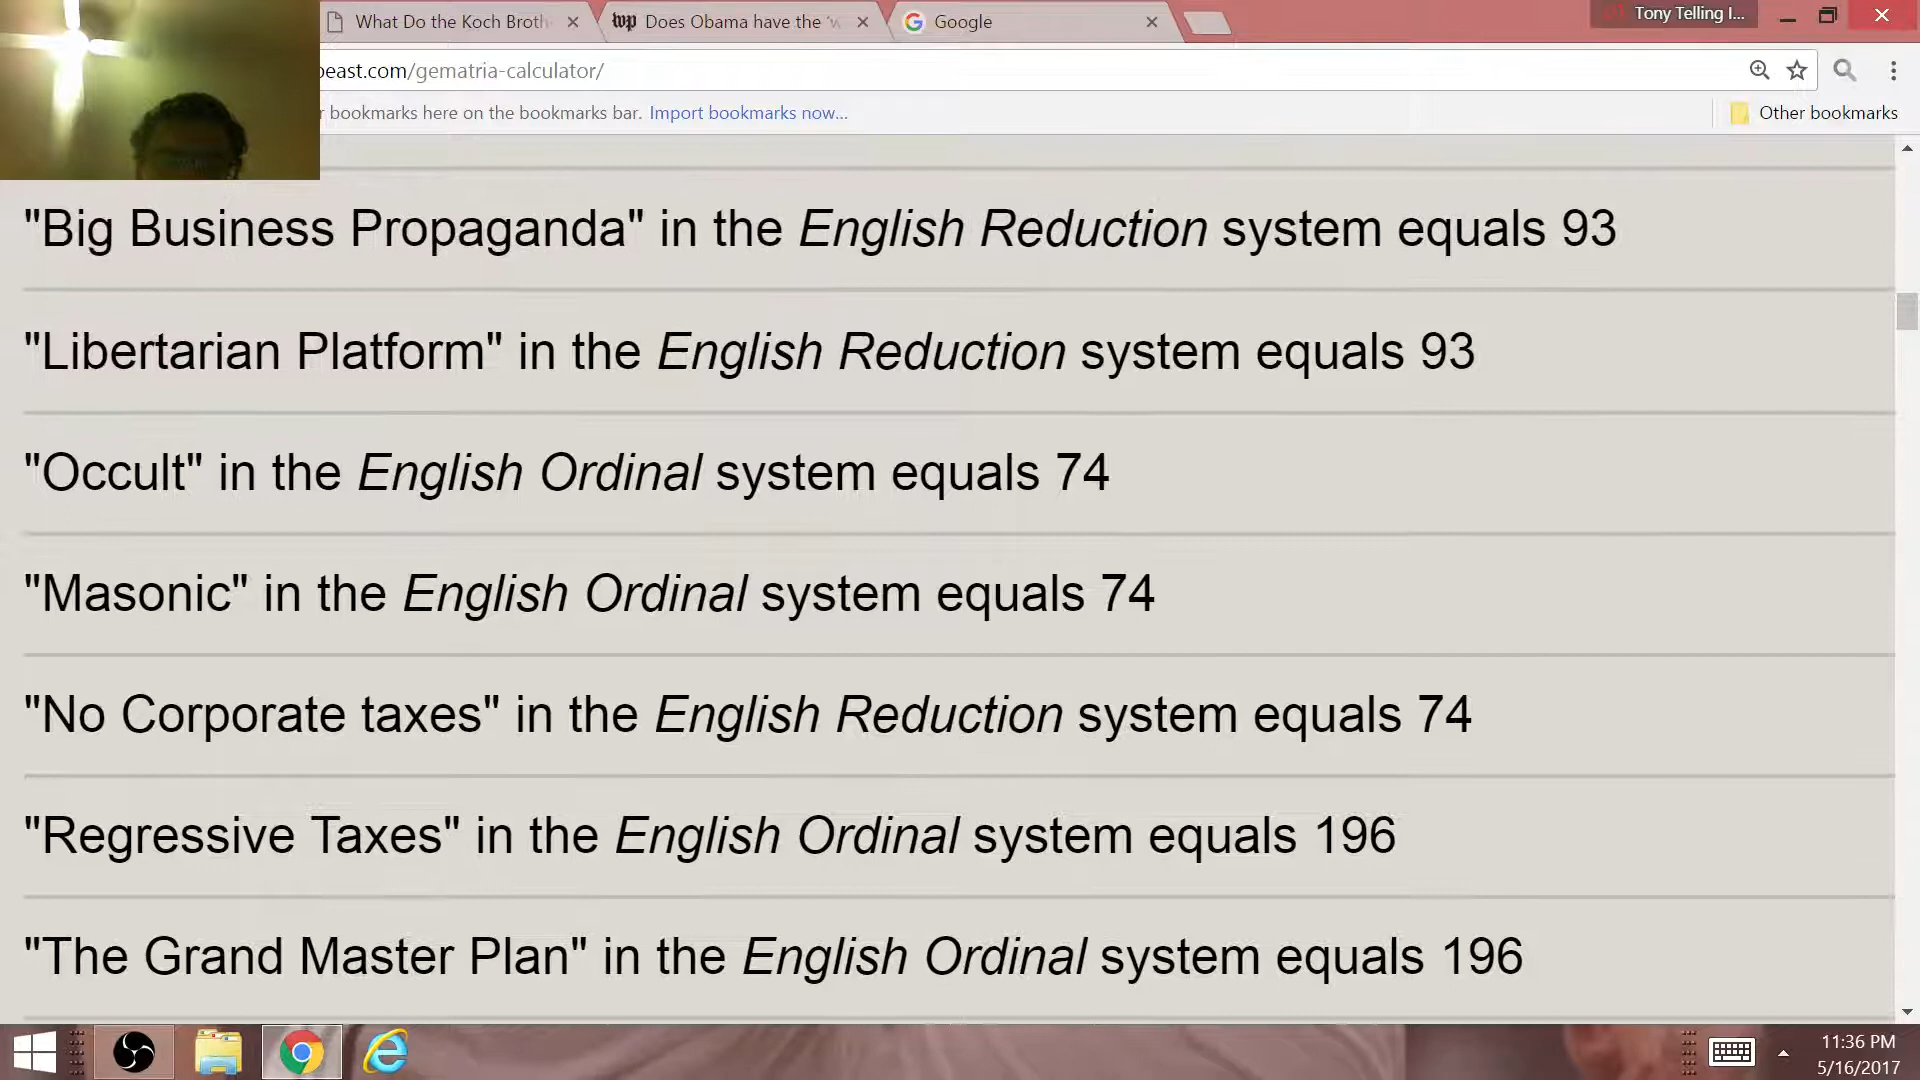 What Do the Koch Broth
Does Obama have the 'w
Google
Tony Telling I...
beast.com/gematria-calculator/
r bookmarks here on the bookmarks bar. Import bookmarks now...
Other bookmarks
"Big Business Propaganda" in the English Reduction system equals 93
"Libertarian Platform" in the English Reduction system equals 93
"Occult" in the English Ordinal system equals 74
"Masonic" in the English Ordinal system equals 74
"No Corporate taxes" in the English Reduction system equals 74
"Regressive Taxes" in the English Ordinal system equals 196
"The Grand Master Plan" in the English Ordinal system equals 196
11:36 PM
5/16/2017